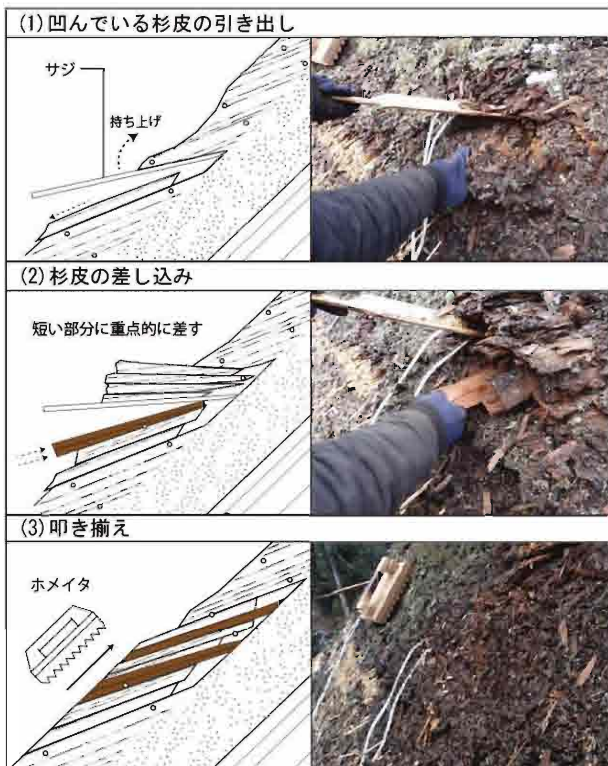 (1)凹んでいる杉皮の引き出し
サジ
持ち上げ
(2)杉皮の差し込み
短い部分に重点的に差す
(3)叩き揃え
ホメイタ